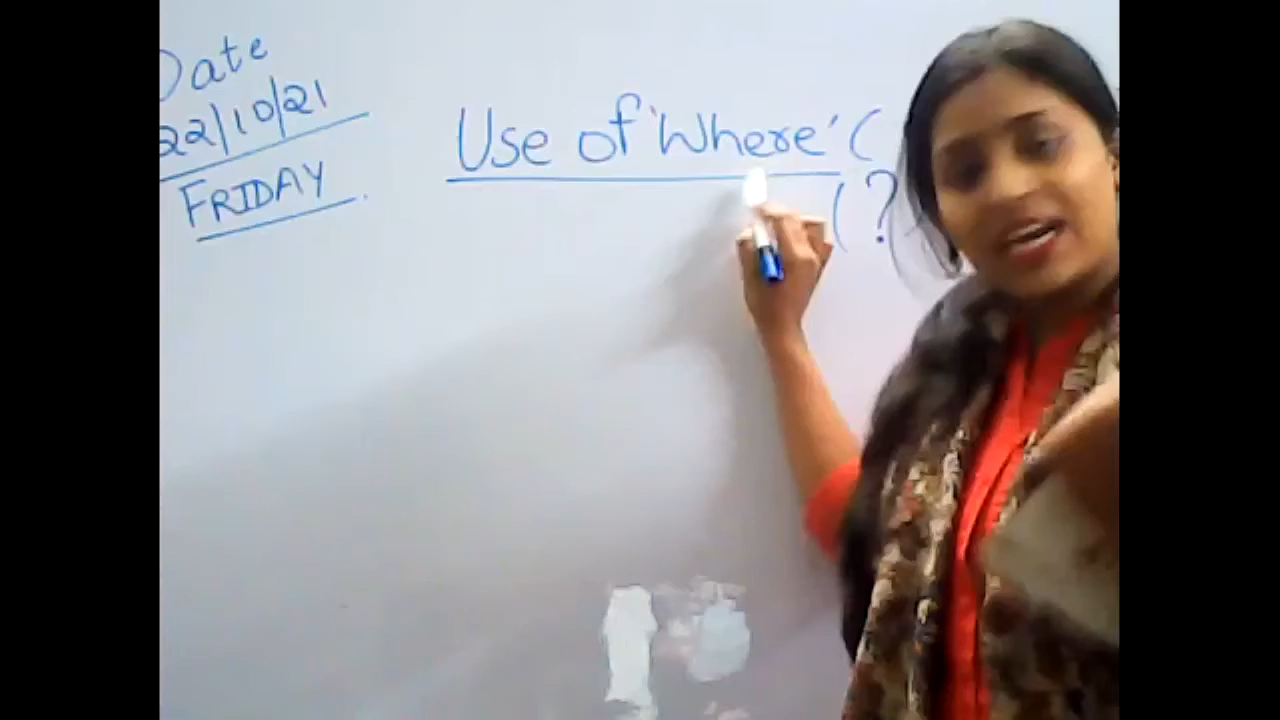 Date
22/10/21
FRIDAY.
Use of 'Where' (
( ?